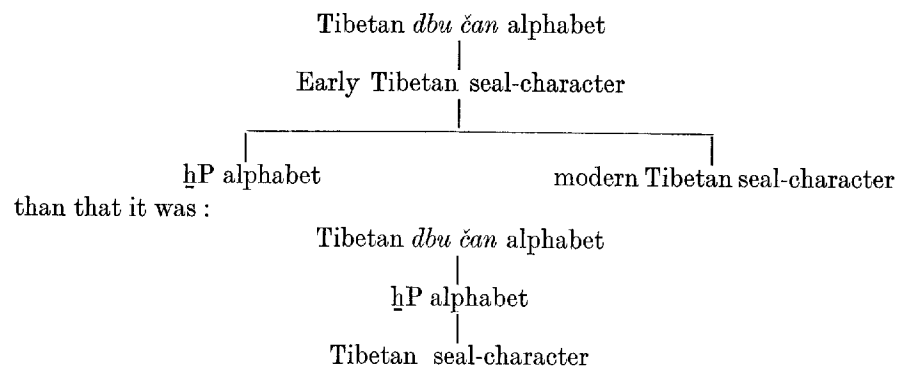 Tibetan dbu čan alphabet
Early Tibetan seal-character
ẖP alphabet modern Tibetan seal-character
than that it was :
Tibetan dbu čan alphabet
ẖP alphabet
Tibetan seal-character